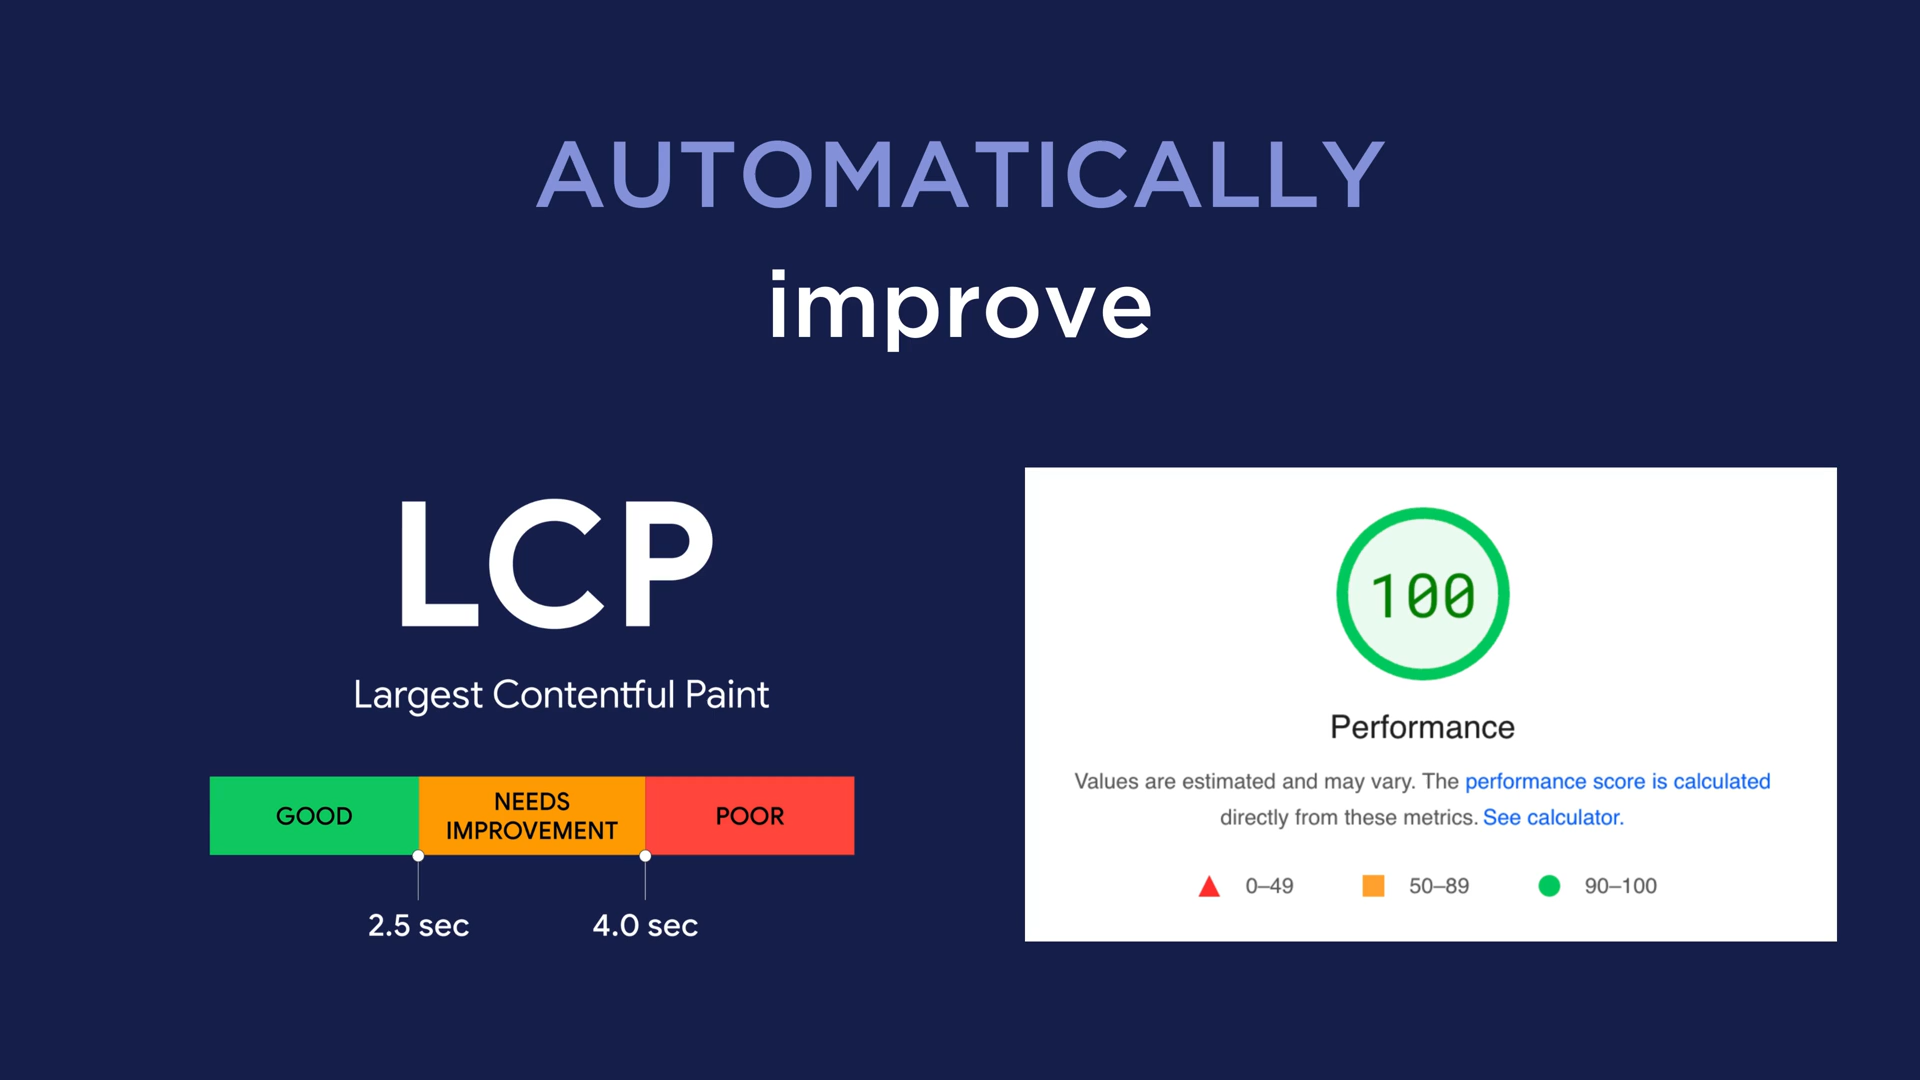 AUTOMATICALLY
improve
LCP
Largest Contentful Paint
GOOD
NEEDS
IMPROVEMENT
POOR
2.5 sec
4.0 sec
100
Performance
Values are estimated and may vary. The performance score is calculated
directly from these metrics. See calculator.
0–49
50–89
90–100